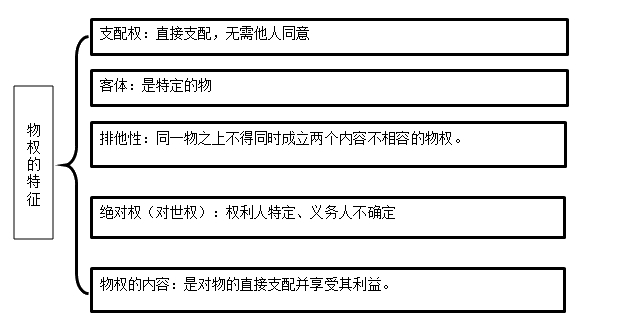 物权的特征
支配权：直接支配，无需他人同意
客体：是特定的物
排他性：同一物之上不得同时成立两个内容不相容的物权。
绝对权（对世权）：权利人特定、义务人不确定
物权的内容：是对物的直接支配并享受其利益。